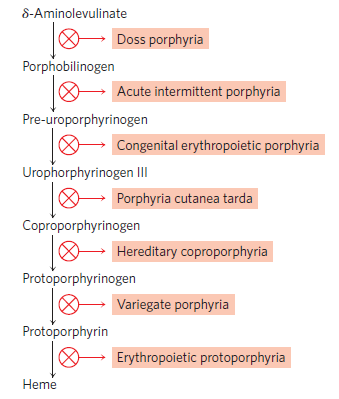 δ-Aminolevulinate
Doss porphyria
Porphobilinogen
Acute intermittent porphyria
Pre-uroporphyrinogen
Congenital erythropoietic porphyria
Urophorphyrinogen III
Porphyria cutanea tarda
Coproporphyrinogen
Hereditary coproporphyria
Protoporphyrinogen
Variegate porphyria
Protoporphyrin
Erythropoietic protoporphyria
Heme